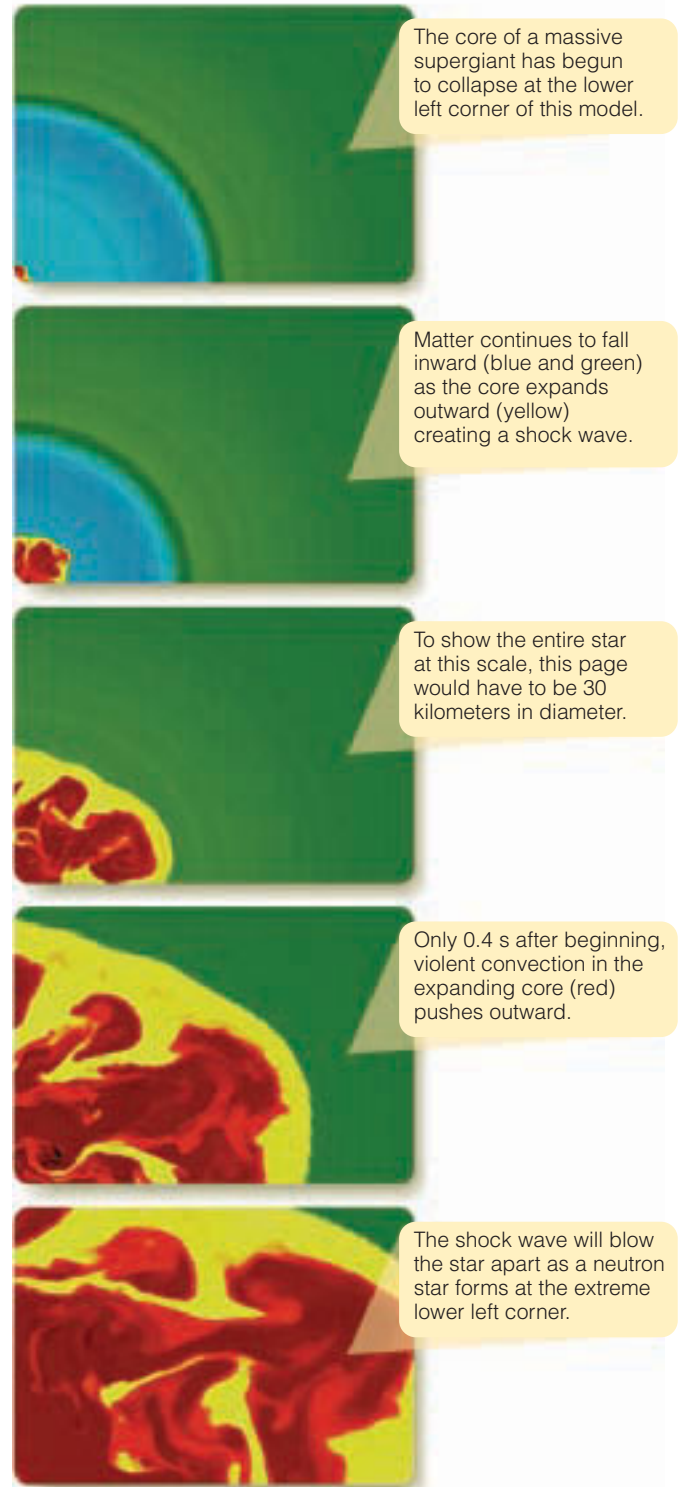 The core of a massive
supergiant has begun
to collapse at the lower
left corner of this model.
Matter continues to fall
inward (blue and green)
as the core expands
outward (yellow)
creating a shock wave.
To show the entire star
at this scale, this page
would have to be 30
kilometers in diameter.
Only 0.4 s after beginning,
violent convection in the
expanding core (red)
pushes outward.
The shock wave will blow
the star apart as a neutron
star forms at the extreme
lower left corner.